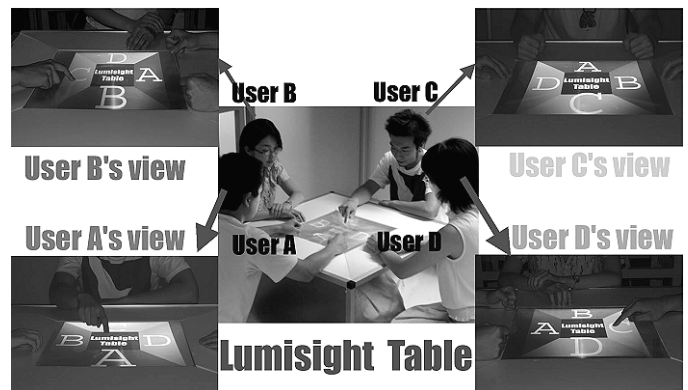 D
C
Lumisight
Table
A
B
User B's view
User B
User C
A
D
Lumisight
Table
B
C
User C's view
User A
User D
User A's view
B
Lumisight
Table
D
A
User D's view
B
A
Lumisight
Table
C
D
Lumisight Table